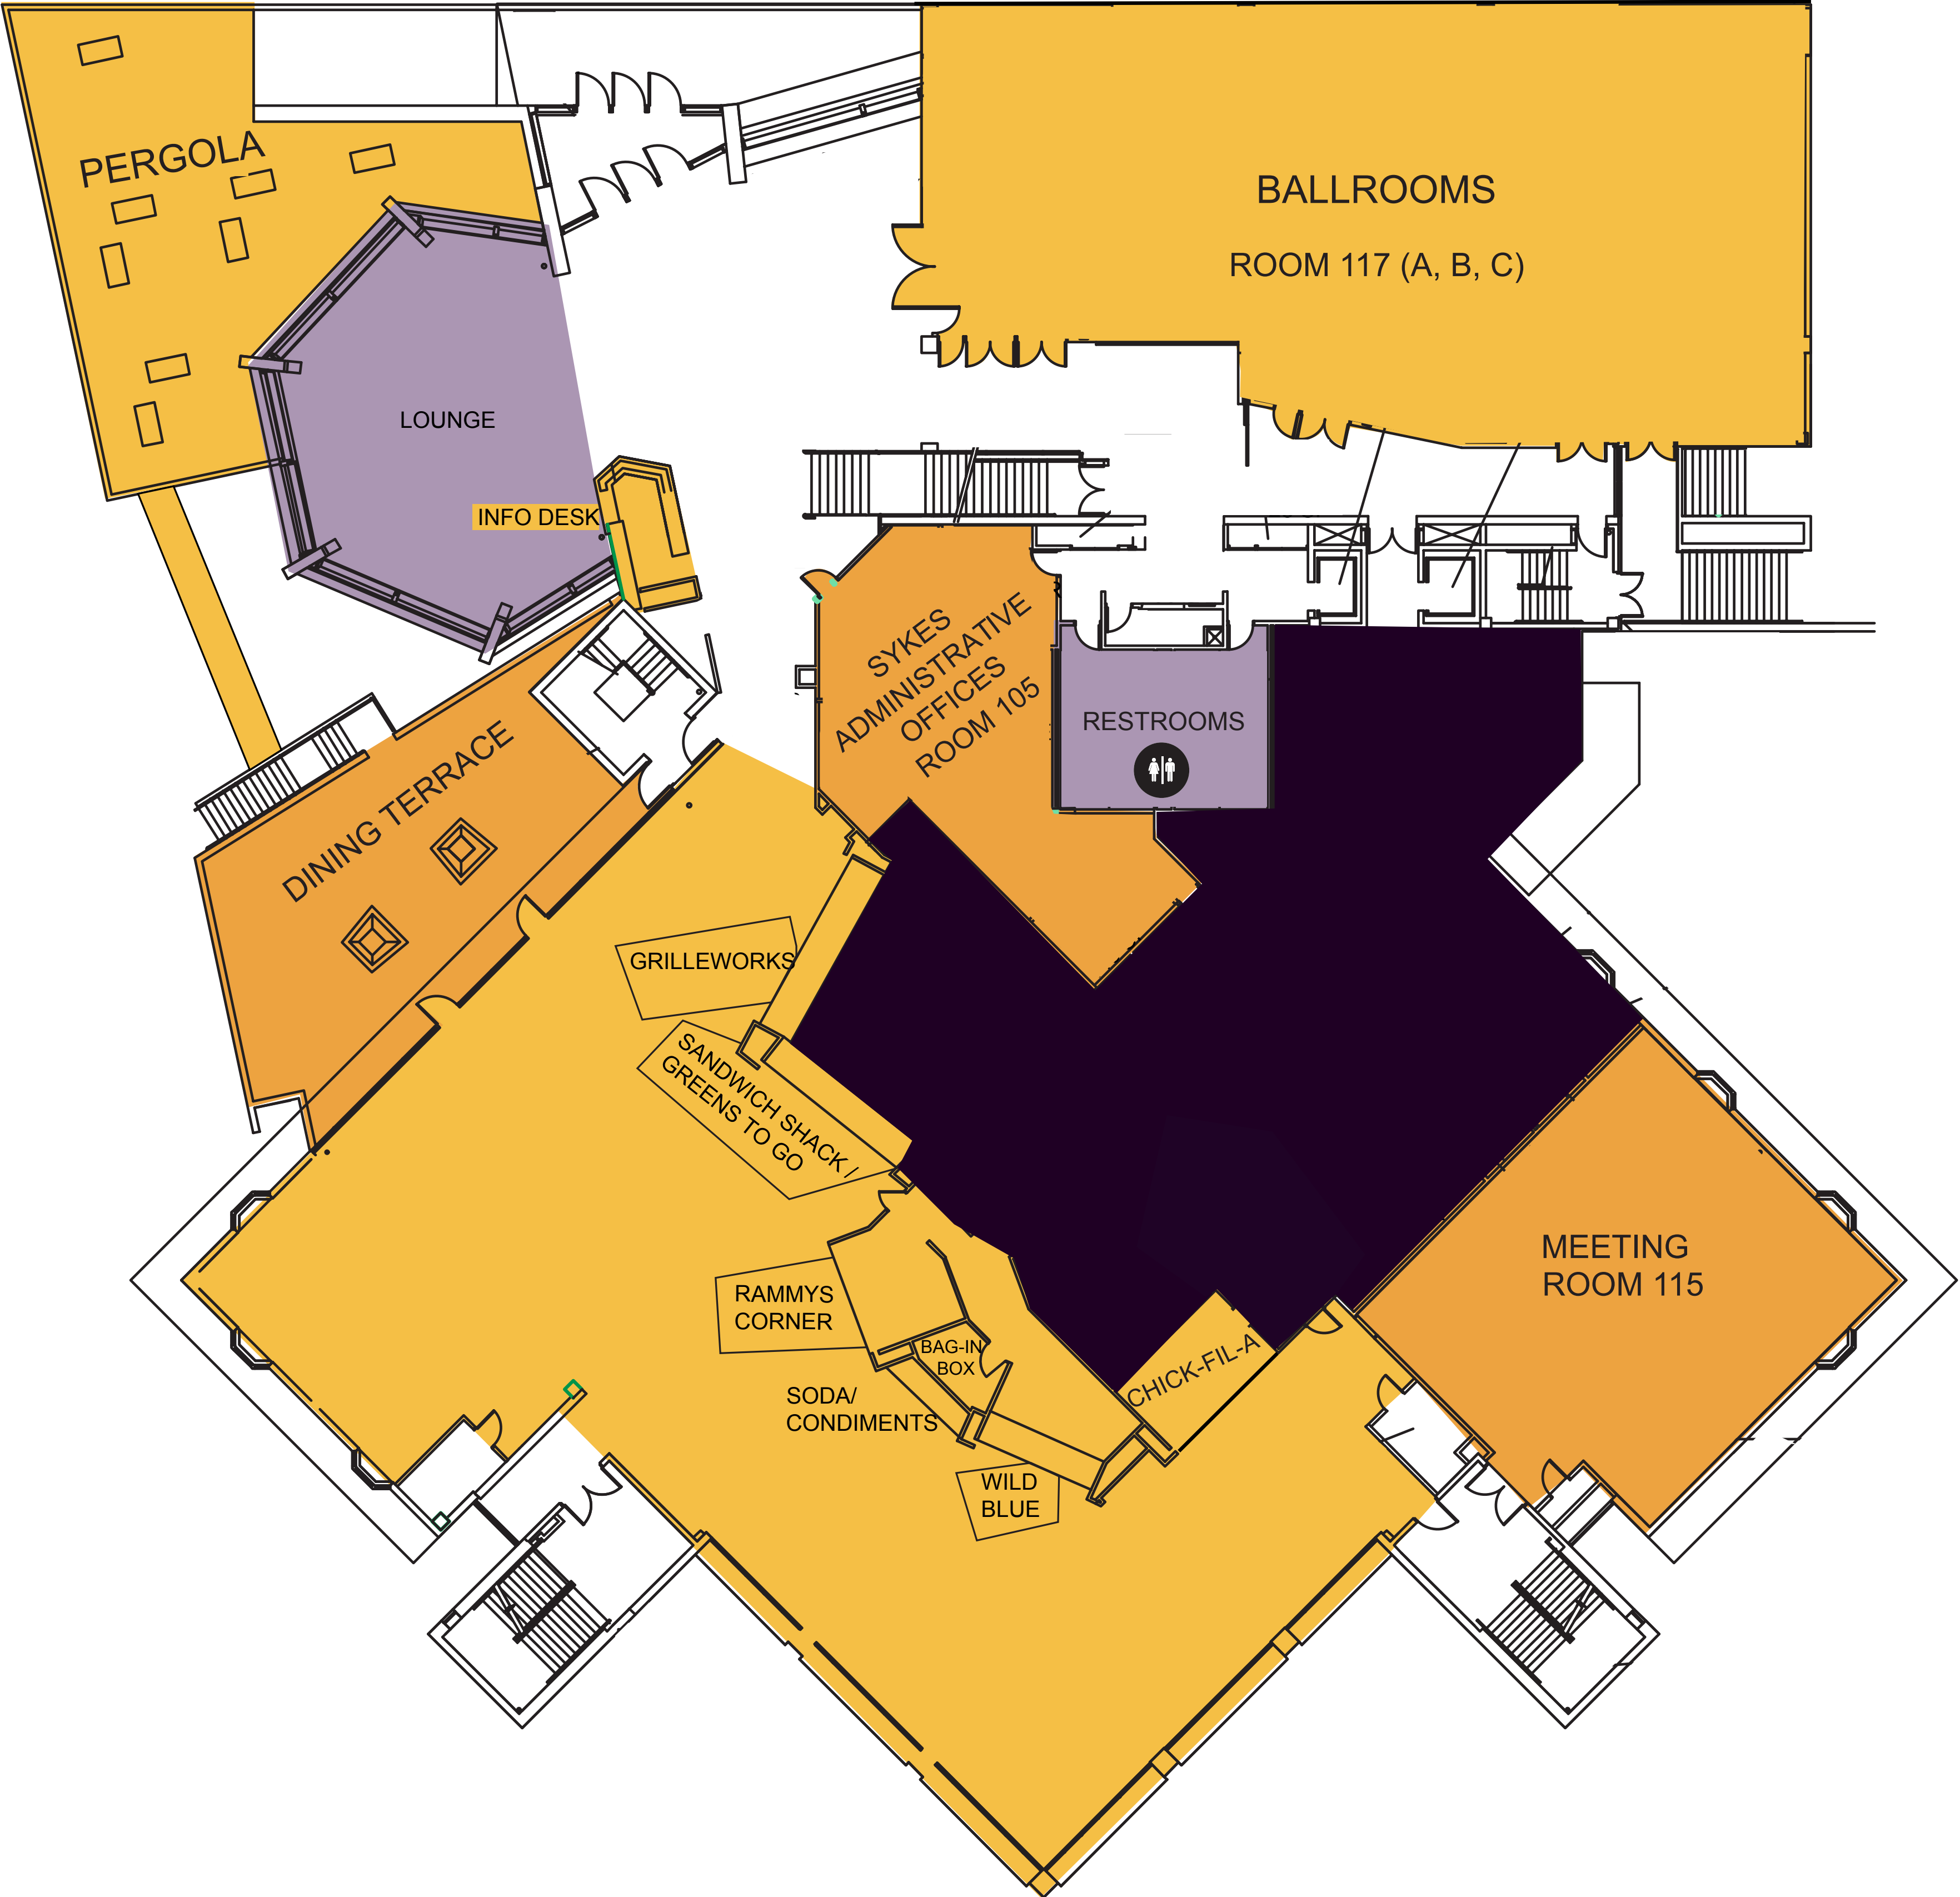 PERGOLA
BALLROOMS
ROOM 117 (A, B, C)
LOUNGE
INFO DESK
SYKES
ADMINISTRATIVE
OFFICES
ROOM 105
RESTROOMS
DINING TERRACE
GRILLEWORKS
SANDWICH SHACK /
GREENS TO GO
MEETING
ROOM 115
RAMMYS
CORNER
BAG-IN
BOX
CHICK-FIL-A
SODA/
CONDIMENTS
WILD
BLUE